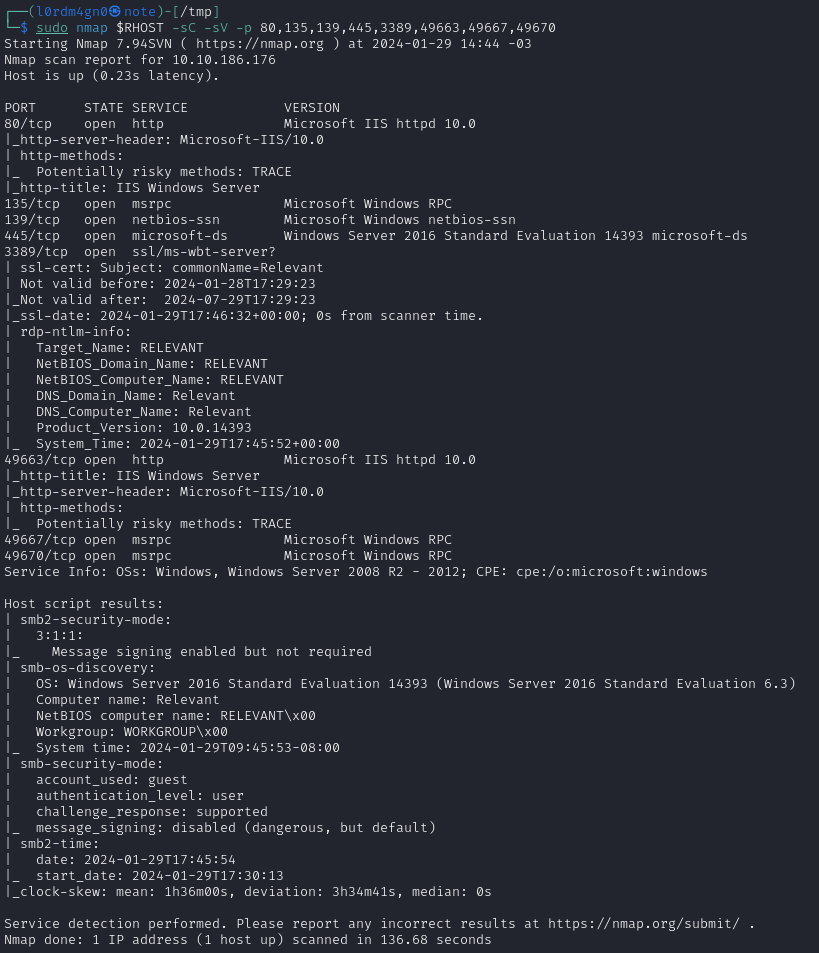 ┌──(l0rdm4gn0㉿note)-[/tmp]
└─$ sudo nmap $RHOST -sC -sV -p 80,135,139,445,3389,49663,49667,49670
Starting Nmap 7.94SVN ( https://nmap.org ) at 2024-01-29 14:44 -03
Nmap scan report for 10.10.186.176
Host is up (0.23s latency).

PORT      STATE SERVICE            VERSION
80/tcp    open  http               Microsoft IIS httpd 10.0
|_http-server-header: Microsoft-IIS/10.0
| http-methods:
|_  Potentially risky methods: TRACE
|_http-title: IIS Windows Server
135/tcp   open  msrpc              Microsoft Windows RPC
139/tcp   open  netbios-ssn        Microsoft Windows netbios-ssn
445/tcp   open  microsoft-ds       Windows Server 2016 Standard Evaluation 14393 microsoft-ds
3389/tcp  open  ssl/ms-wbt-server?
| ssl-cert: Subject: commonName=Relevant
| Not valid before: 2024-01-28T17:29:23
|_Not valid after:  2024-07-29T17:29:23
|_ssl-date: 2024-01-29T17:46:32+00:00; 0s from scanner time.
| rdp-ntlm-info:
|   Target_Name: RELEVANT
|   NetBIOS_Domain_Name: RELEVANT
|   NetBIOS_Computer_Name: RELEVANT
|   DNS_Domain_Name: Relevant
|   DNS_Computer_Name: Relevant
|   Product_Version: 10.0.14393
|_  System_Time: 2024-01-29T17:45:52+00:00
49663/tcp open  http               Microsoft IIS httpd 10.0
|_http-title: IIS Windows Server
|_http-server-header: Microsoft-IIS/10.0
| http-methods:
|_  Potentially risky methods: TRACE
49667/tcp open  msrpc              Microsoft Windows RPC
49670/tcp open  msrpc              Microsoft Windows RPC
Service Info: OSs: Windows, Windows Server 2008 R2 - 2012; CPE: cpe:/o:microsoft:windows

Host script results:
| smb2-security-mode:
|   3:1:1:
|_    Message signing enabled but not required
| smb-os-discovery:
|   OS: Windows Server 2016 Standard Evaluation 14393 (Windows Server 2016 Standard Evaluation 6.3)
|   Computer name: Relevant
|   NetBIOS computer name: RELEVANT\x00
|   Workgroup: WORKGROUP\x00
|_  System time: 2024-01-29T09:45:53-08:00
| smb-security-mode:
|   account_used: guest
|   authentication_level: user
|   challenge_response: supported
|_  message_signing: disabled (dangerous, but default)
| smb2-time:
|   date: 2024-01-29T17:45:54
|_  start_date: 2024-01-29T17:30:13
|_clock-skew: mean: 1h36m00s, deviation: 3h34m41s, median: 0s

Service detection performed. Please report any incorrect results at https://nmap.org/submit/ .
Nmap done: 1 IP address (1 host up) scanned in 136.68 seconds